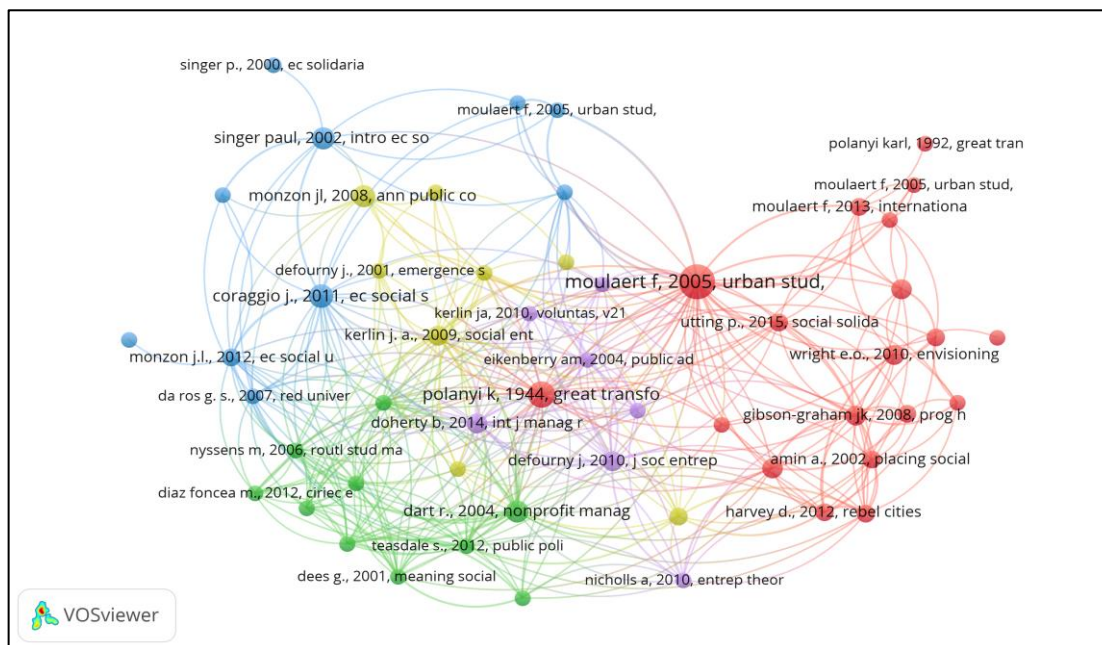 singer p., 2000, ec solidaria
moulaert f, 2005, urban stud,
singer paul, 2002, intro ec so
polanyi karl, 1992, great tran
moulaert f, 2005, urban stud,
monzon jl, 2008, ann public co
moulaert f, 2013, internationa
defourny j., 2001, emergence s
moulaert f, 2005, urban stud,
coraggio j., 2011, ec social s
kerlin ja, 2010, voluntas, v21
utting p., 2015, social solida
kerlin j. a., 2009, social ent
wright e.o., 2010, envisioning
monzon j.l., 2012, ec social u
eikenberry am, 2004, public ad
da ros g. s., 2007, red univer
polanyi k, 1944, great transfo
gibson-graham jk, 2008, prog h
doherty b, 2014, int j manag r
nyssens m, 2006, routl stud ma
defourny j, 2010, j soc entrep
amin a., 2002, placing social
diaz foncea m., 2012, ciriec e
dart r., 2004, nonprofit manag
harvey d., 2012, rebel cities
teasdale s., 2012, public poli
dees g., 2001, meaning social
nicholls a, 2010, entrep theor
VOSviewer